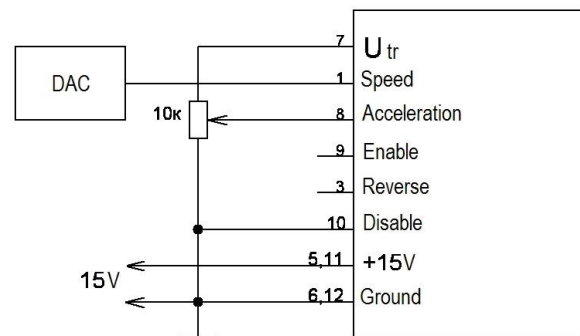 7 Utr
DAC
1 Speed
10к
8 Acceleration
9 Enable
3 Reverse
10 Disable
5,11 +15V
15V
6,12 Ground